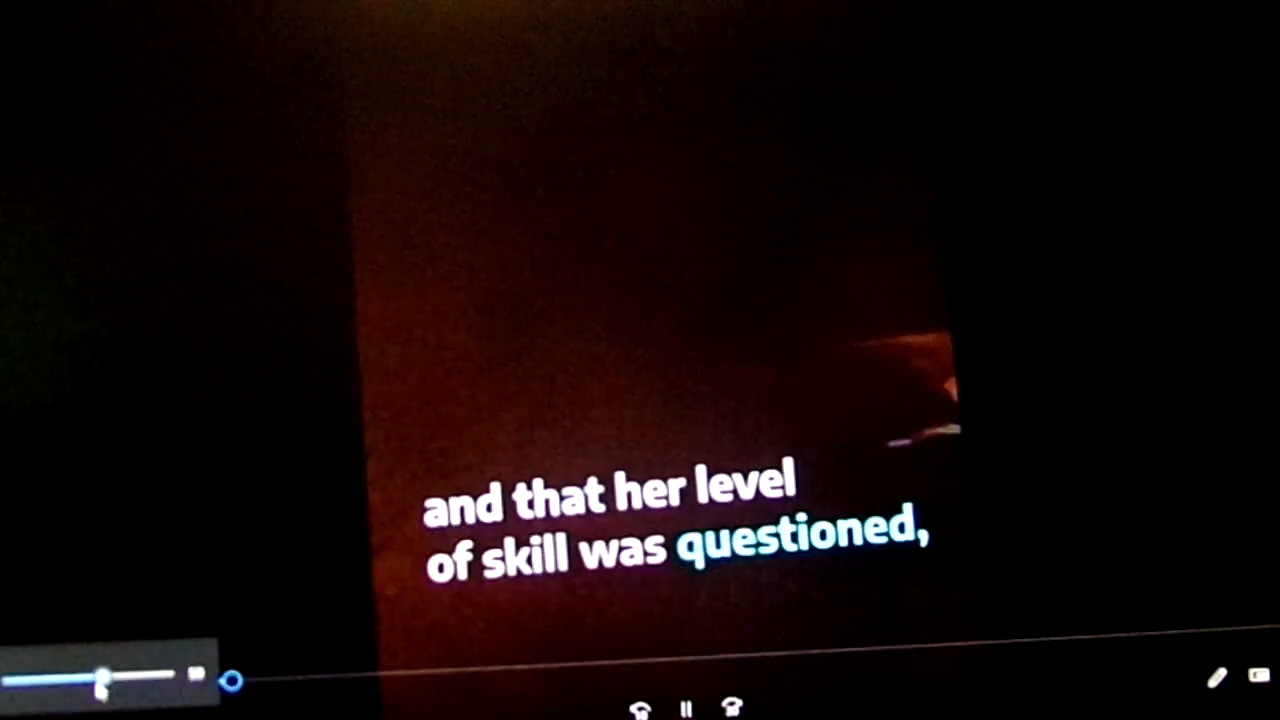 and that her level
of skill was questioned,